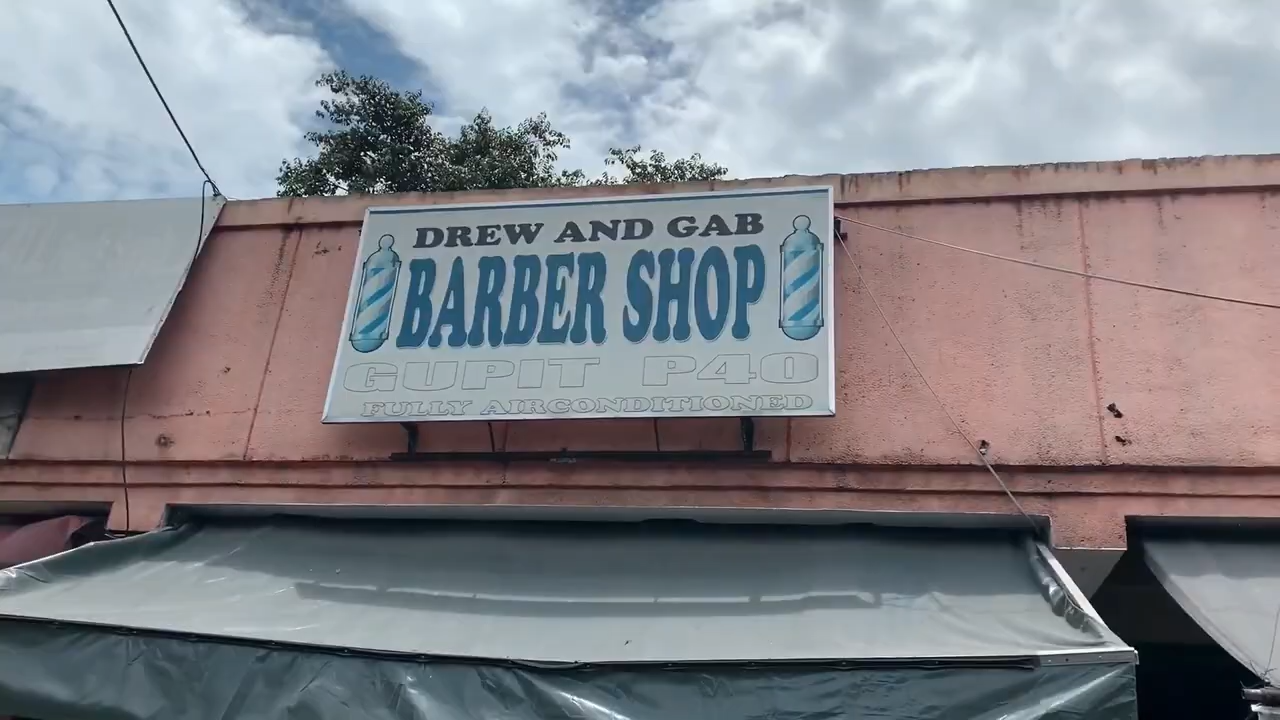 DREW AND GAB
BARBER SHOP
GUPIT P40
FULLY AIRCONDITIONED